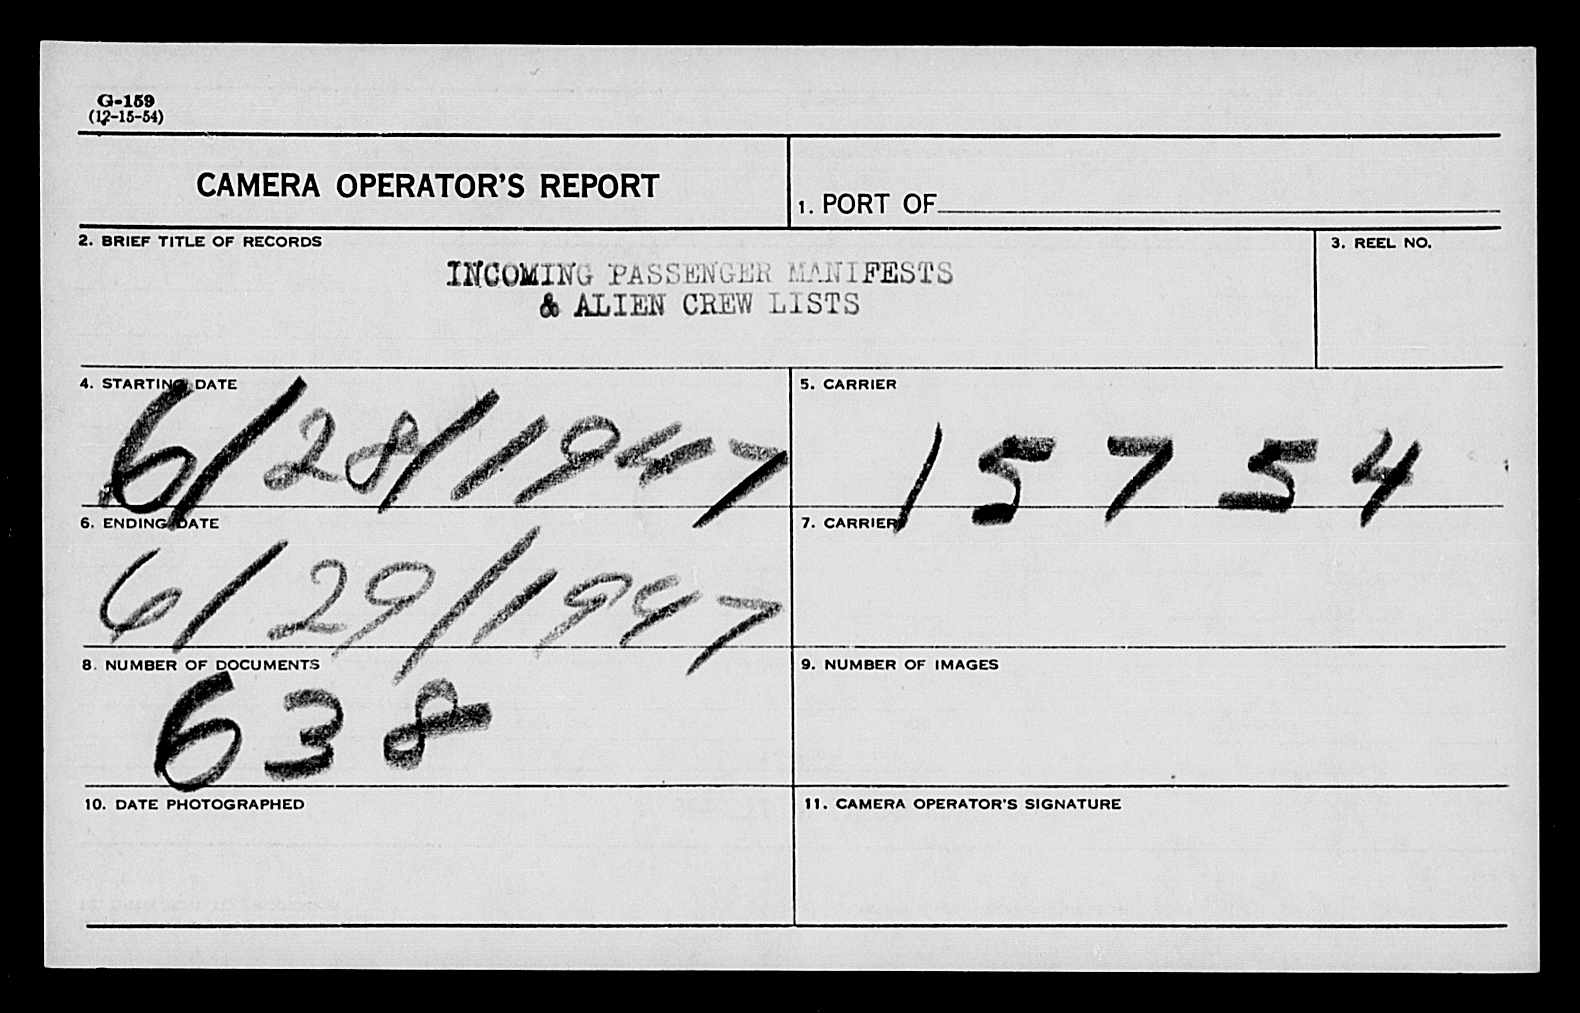 G-159
(12-15-54)
CAMERA OPERATOR'S REPORT
1. PORT OF
2. BRIEF TITLE OF RECORDS
INCOMING PASSENGER MANIFESTS
& ALIEN CREW LISTS
3. REEL NO.
4. STARTING DATE
6/28/1947
5. CARRIER
15754
6. ENDING DATE
6/29/1947
7. CARRIER
8. NUMBER OF DOCUMENTS
638
9. NUMBER OF IMAGES
10. DATE PHOTOGRAPHED
11. CAMERA OPERATOR'S SIGNATURE